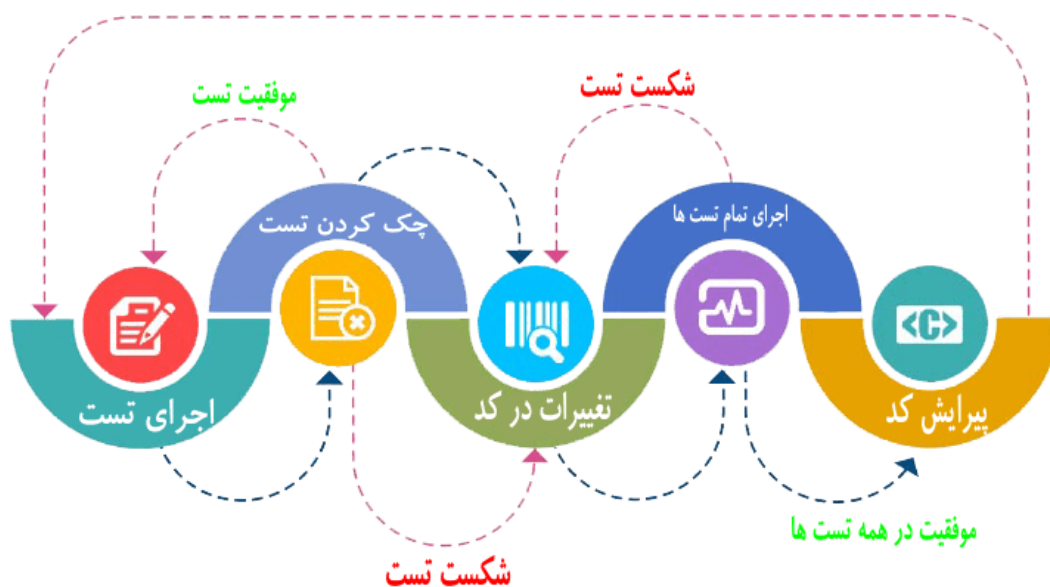 شکست تست
موفقیت تست
اجرای تمام تست ها
چک کردن تست
<C>
تغییرات در کد
پیرایش کد
اجرای تست
موفقیت در همه تست ها
شکست تست